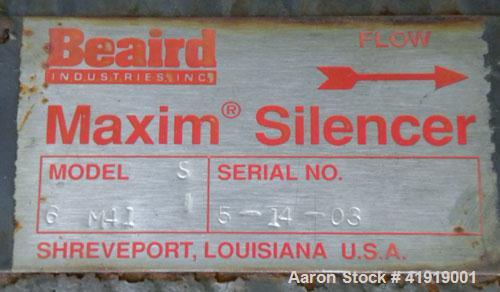 Beaird
INDUSTRIES, INC.
FLOW
Maxim® Silencer
MODEL S
SERIAL NO.
6 M41 1
5-14-03
SHREVEPORT, LOUISIANA U.S.A.
Aaron Stock # 41919001